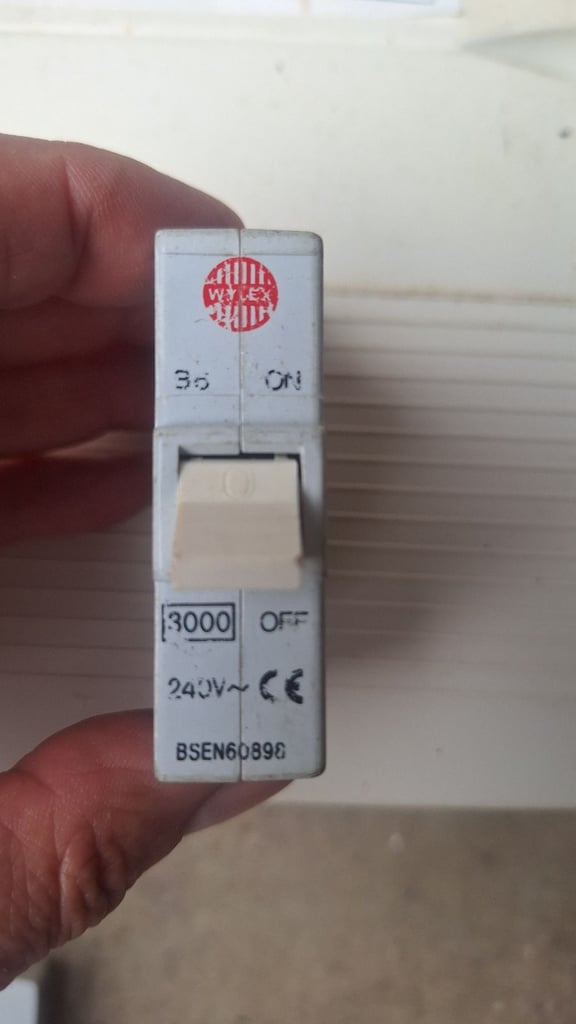 WYLEX
ON
O
3000 OFF
240V~ CE
BSEN60898